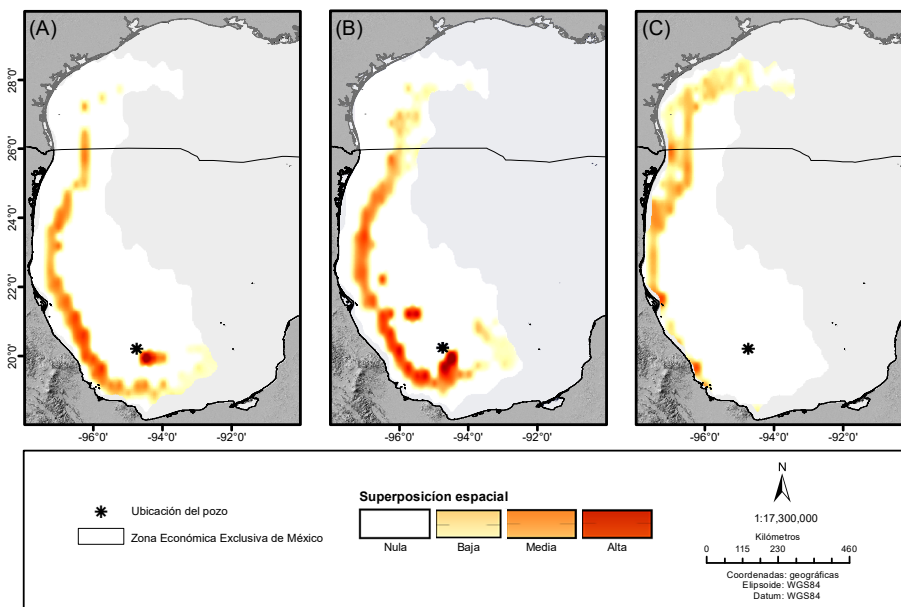 (A)
(B)
(C)
28°0'
26°0'
24°0'
22°0'
20°0'
-96°0' -94°0' -92°0'
-96°0' -94°0' -92°0'
-96°0' -94°0' -92°0'
Ubicación del pozo
Zona Económica Exclusiva de México
Superposicíon espacial
Nula Baja Media Alta
N
1:17,300,000
Kilómetros
0 115 230 345 460
Coordenadas: geográficas
Elipsoide: WGS84
Datum: WGS84